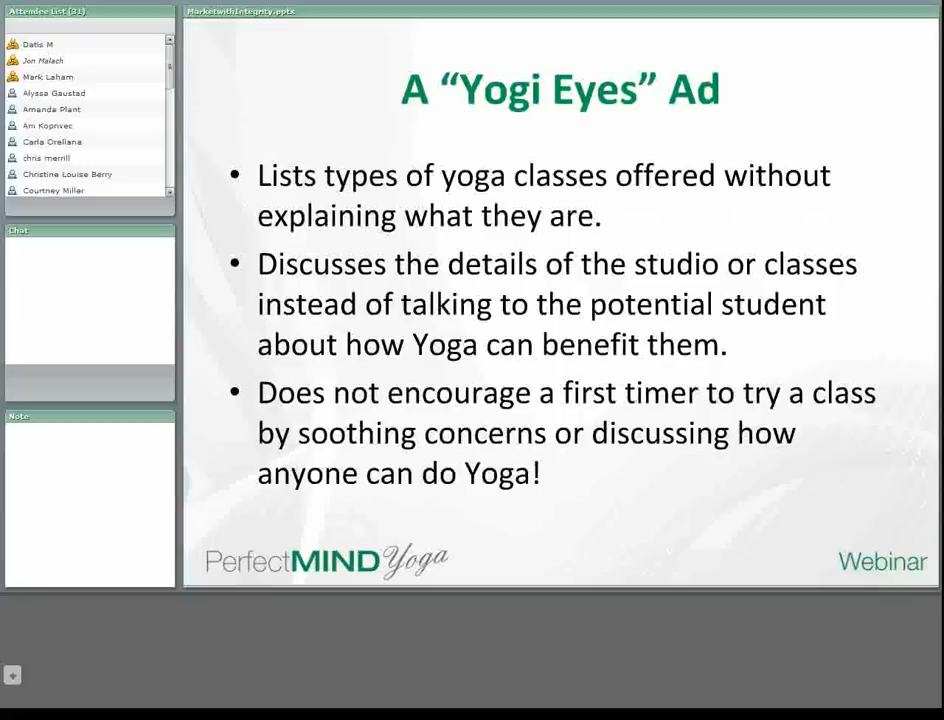 Attendee List (31)
Datis M
Jon Malach
Mark Laham
Alyssa Gaustad
Amanda Plant
Ani Kopnvec
Carla Orellana
chris merrill
Christine Louise Berry
Courtney Miller
Chat
Note
MarketwithIntegrity.pptx
A “Yogi Eyes” Ad
• Lists types of yoga classes offered without
explaining what they are.
• Discusses the details of the studio or classes
instead of talking to the potential student
about how Yoga can benefit them.
• Does not encourage a first timer to try a class
by soothing concerns or discussing how
anyone can do Yoga!
PerfectMIND Yoga
Webinar